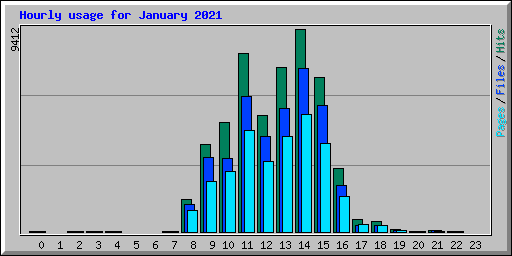 Hourly usage for January 2021
9412
Pages/Files/Hits
0 1 2 3 4 5 6 7 8 9 10 11 12 13 14 15 16 17 18 19 20 21 22 23